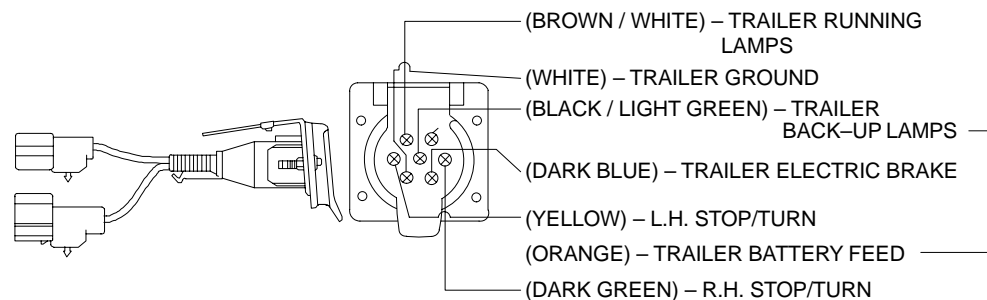 (BROWN / WHITE) – TRAILER RUNNING
LAMPS
(WHITE) – TRAILER GROUND
(BLACK / LIGHT GREEN) – TRAILER
BACK–UP LAMPS
(DARK BLUE) – TRAILER ELECTRIC BRAKE
(YELLOW) – L.H. STOP/TURN
(ORANGE) – TRAILER BATTERY FEED
(DARK GREEN) – R.H. STOP/TURN